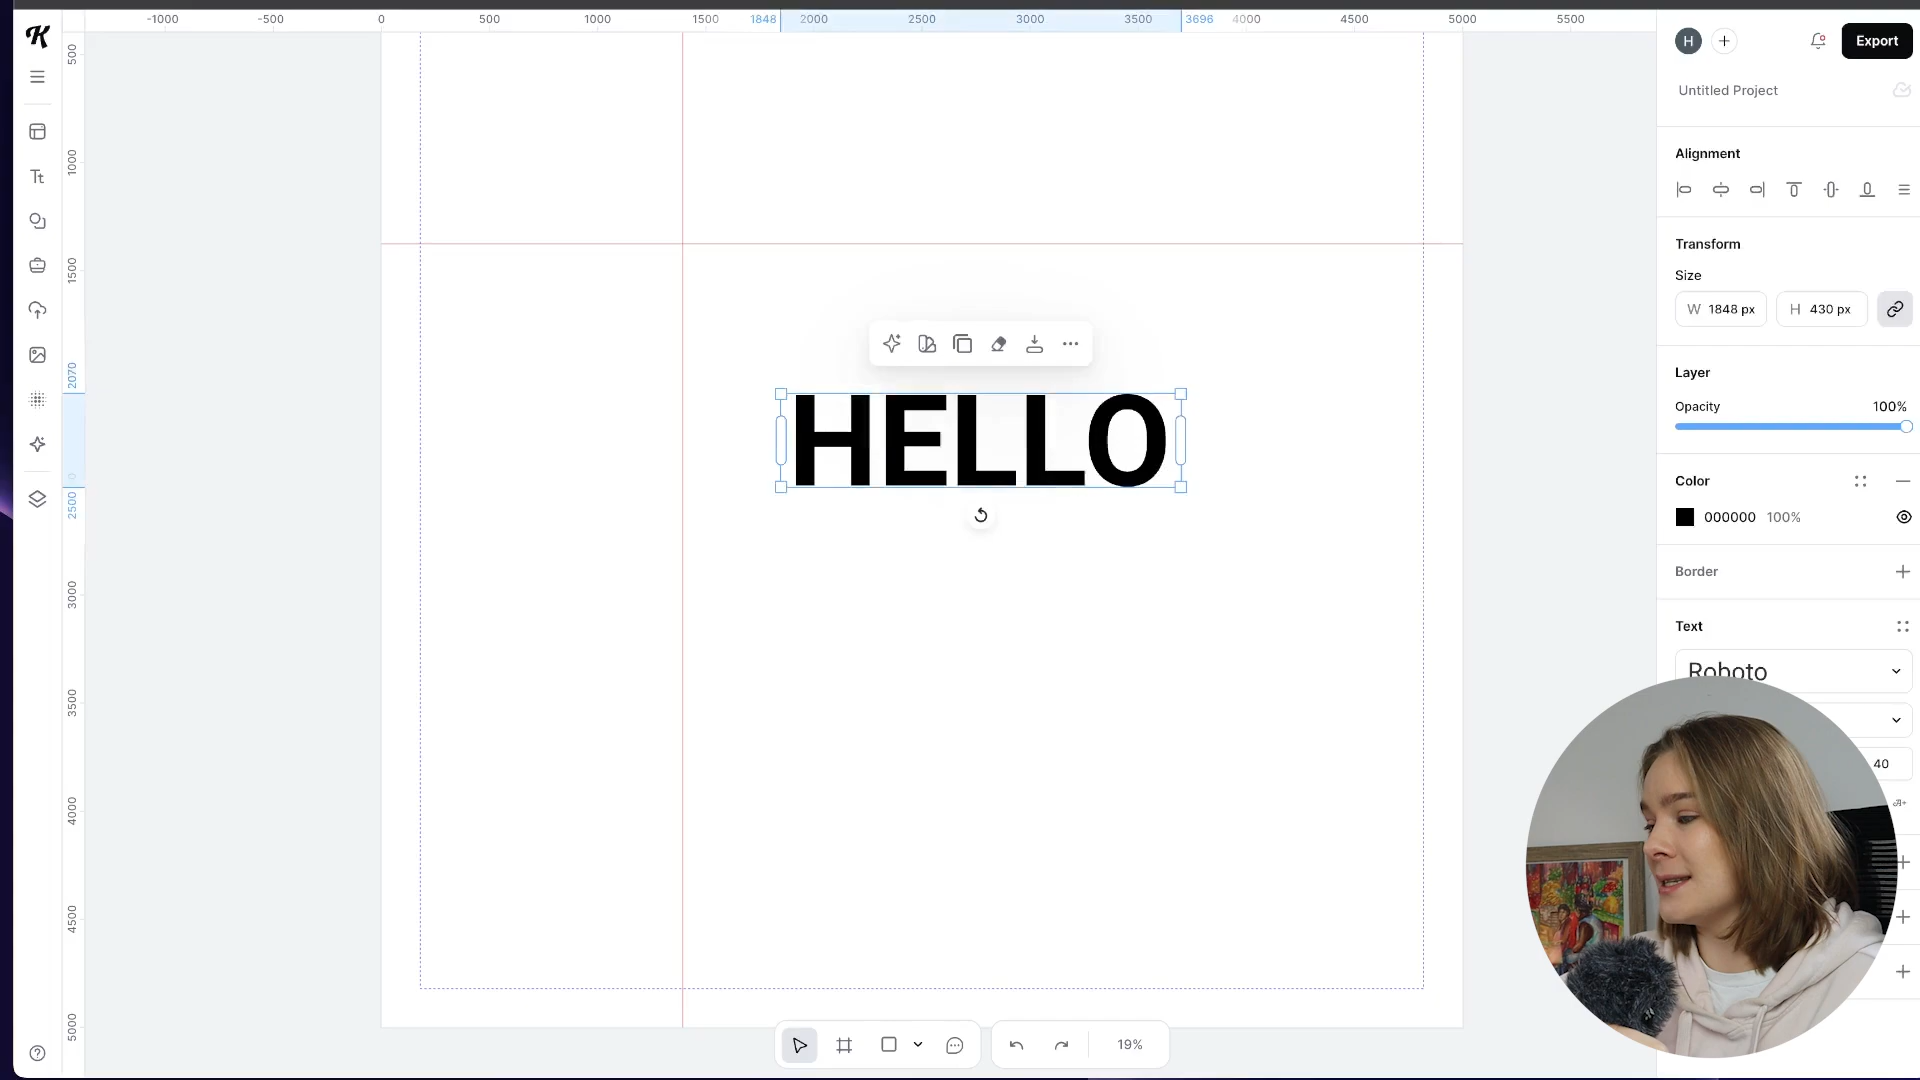 -1000 -500 0 500 1000 1500 1848 2000 2500 3000 3500 3696 4000 4500 5000 5500
500
1000
1500
2070
2500
3000
3500
4000
4500
5000
Tt
HELLO
19%
H
Export
Untitled Project
Alignment
Transform
Size
W 1848 px H 430 px
Layer
Opacity 100%
Color
000000 100%
Border
Text
Roboto
40